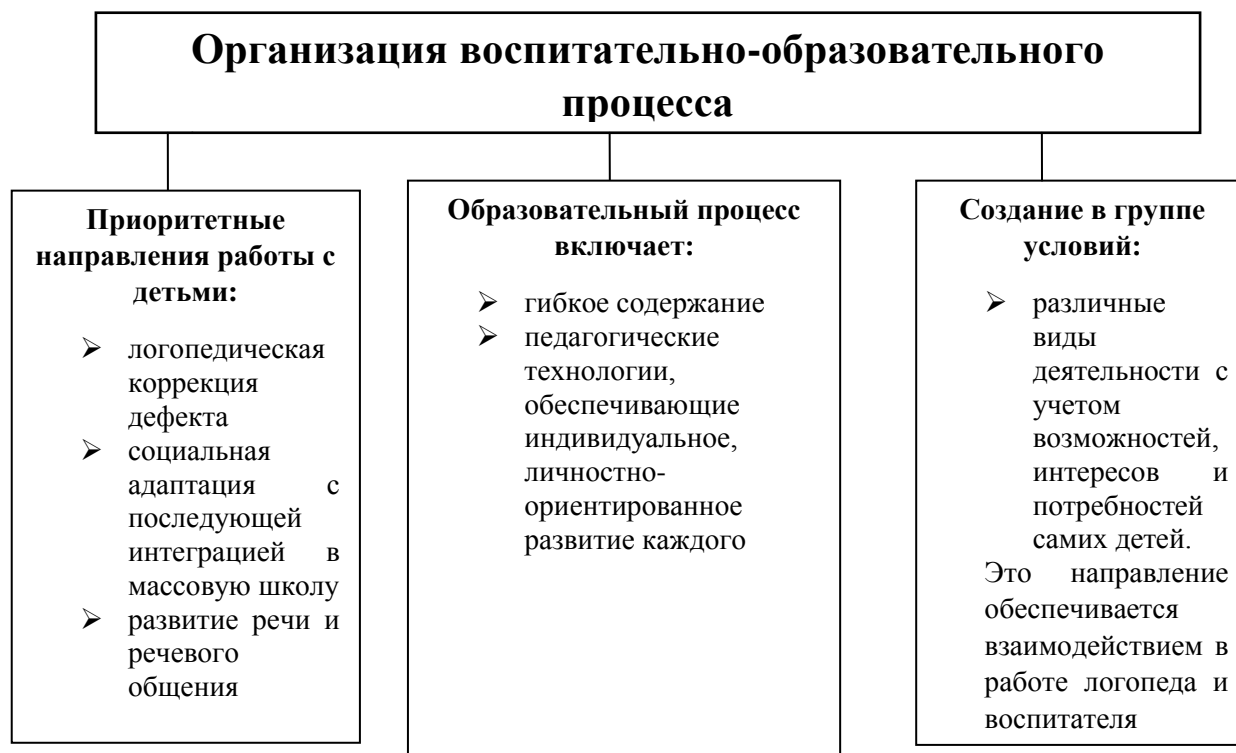 Организация воспитательно-образовательного
процесса
Приоритетные
направления работы с
детьми:
➢ логопедическая
коррекция
дефекта
➢ социальная
адаптация с
последующей
интеграцией в
массовую школу
➢ развитие речи и
речевого
общения
Образовательный процесс
включает:
➢ гибкое содержание
➢ педагогические
технологии,
обеспечивающие
индивидуальное,
личностно-
ориентированное
развитие каждого
Создание в группе
условий:
➢ различные
виды
деятельности с
учетом
возможностей,
интересов и
потребностей
самих детей.
Это направление
обеспечивается
взаимодействием в
работе логопеда и
воспитателя